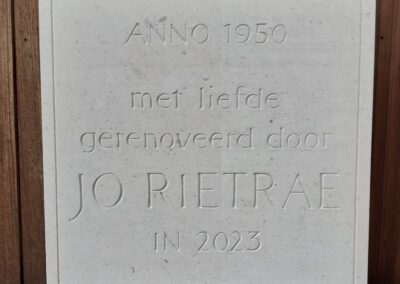 ANNO 1950
met liefde
gerenoveerd door
JO RIETRAE
IN 2023